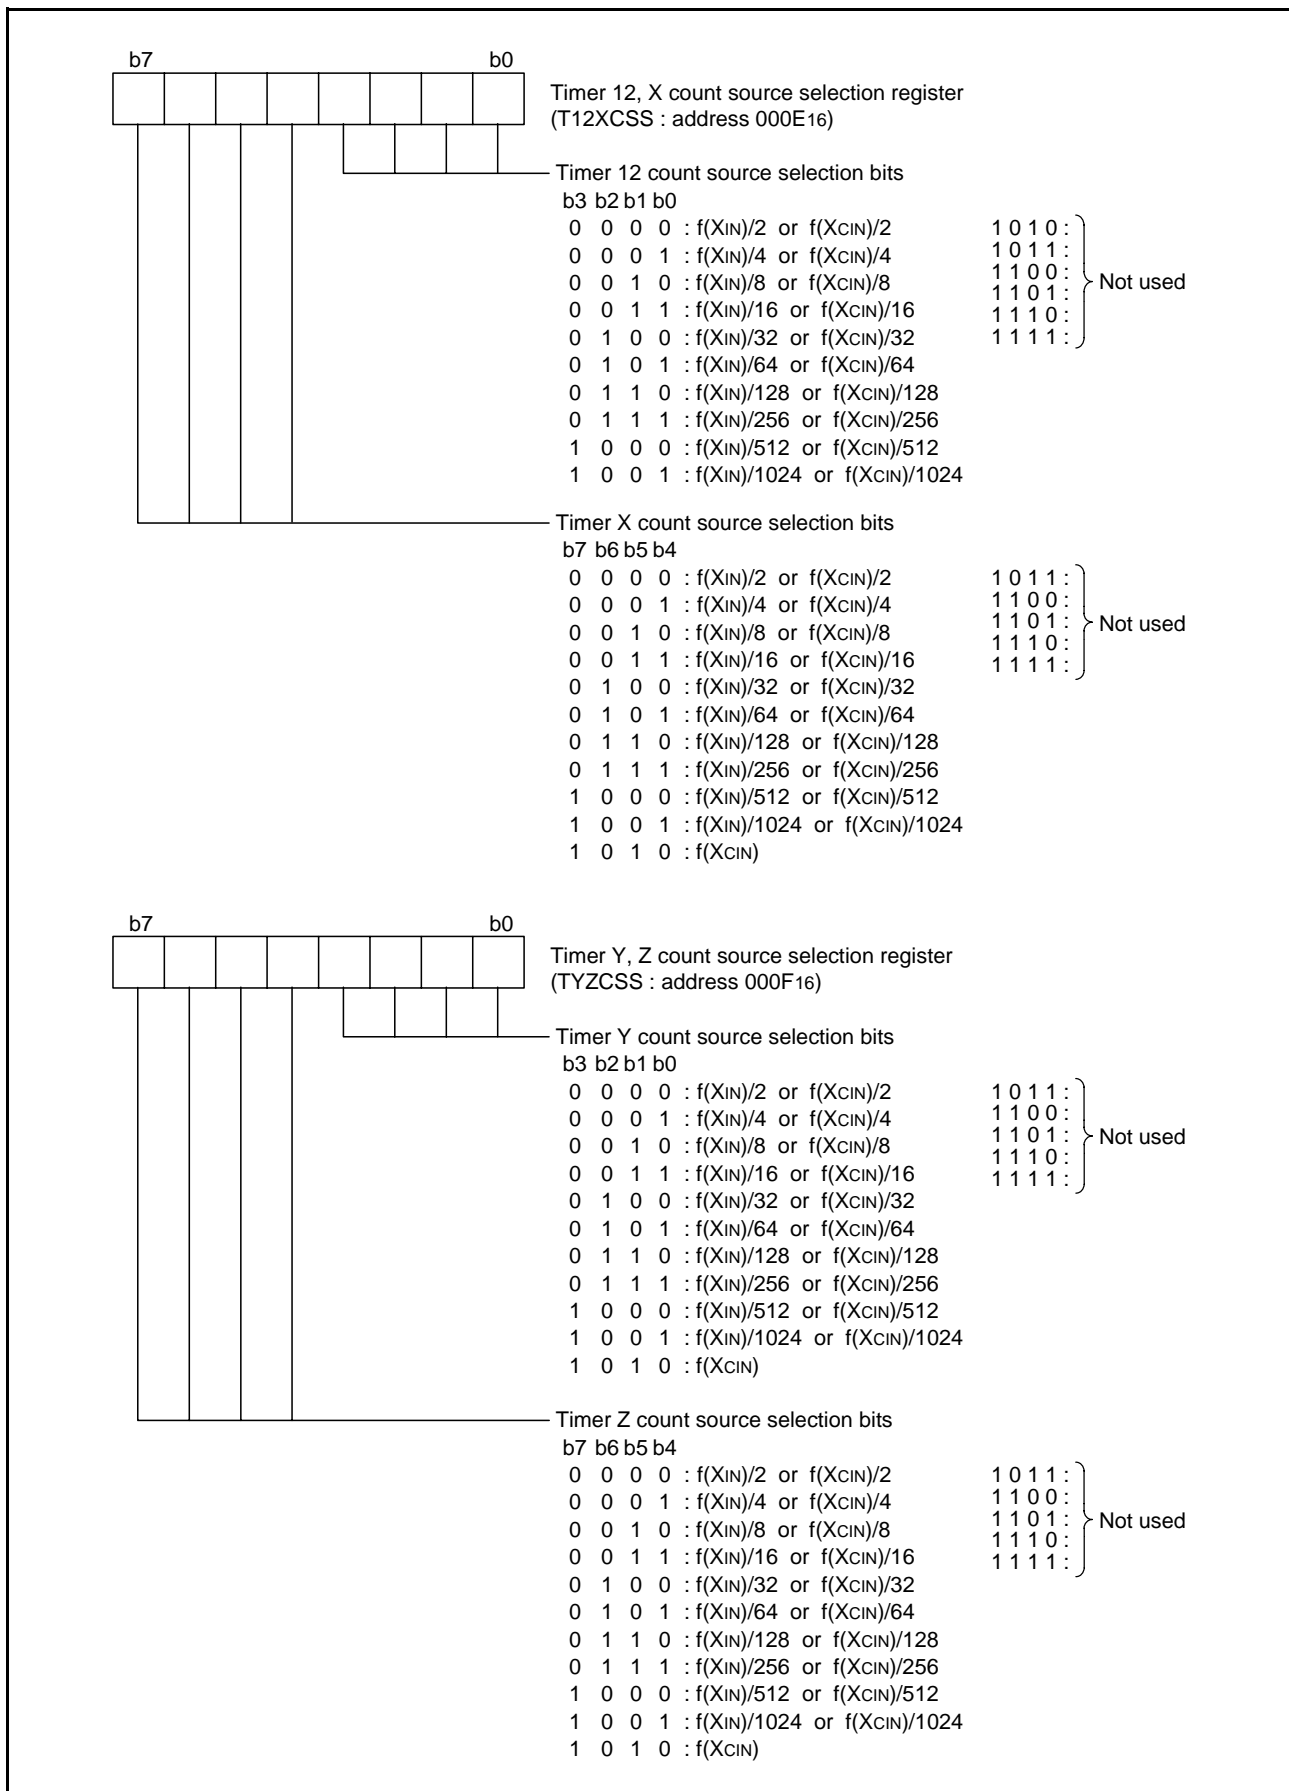 b7 b0
Timer 12, X count source selection register
(T12XCSS : address 000E16)
Timer 12 count source selection bits
b3 b2 b1 b0
0 0 0 0 : f(XIN)/2 or f(XCIN)/2 1 0 1 0 :
0 0 0 1 : f(XIN)/4 or f(XCIN)/4 1 0 1 1 :
0 0 1 0 : f(XIN)/8 or f(XCIN)/8 1 1 0 0 :
0 0 1 1 : f(XIN)/16 or f(XCIN)/16 1 1 0 1 : Not used
0 1 0 0 : f(XIN)/32 or f(XCIN)/32 1 1 1 0 :
0 1 0 1 : f(XIN)/64 or f(XCIN)/64 1 1 1 1 :
0 1 1 0 : f(XIN)/128 or f(XCIN)/128
0 1 1 1 : f(XIN)/256 or f(XCIN)/256
1 0 0 0 : f(XIN)/512 or f(XCIN)/512
1 0 0 1 : f(XIN)/1024 or f(XCIN)/1024
Timer X count source selection bits
b7 b6 b5 b4
0 0 0 0 : f(XIN)/2 or f(XCIN)/2 1 0 1 1 :
0 0 0 1 : f(XIN)/4 or f(XCIN)/4 1 1 0 0 :
0 0 1 0 : f(XIN)/8 or f(XCIN)/8 1 1 0 1 : Not used
0 0 1 1 : f(XIN)/16 or f(XCIN)/16 1 1 1 0 :
0 1 0 0 : f(XIN)/32 or f(XCIN)/32 1 1 1 1 :
0 1 0 1 : f(XIN)/64 or f(XCIN)/64
0 1 1 0 : f(XIN)/128 or f(XCIN)/128
0 1 1 1 : f(XIN)/256 or f(XCIN)/256
1 0 0 0 : f(XIN)/512 or f(XCIN)/512
1 0 0 1 : f(XIN)/1024 or f(XCIN)/1024
1 0 1 0 : f(XCIN)
b7 b0
Timer Y, Z count source selection register
(TYZCSS : address 000F16)
Timer Y count source selection bits
b3 b2 b1 b0
0 0 0 0 : f(XIN)/2 or f(XCIN)/2 1 0 1 1 :
0 0 0 1 : f(XIN)/4 or f(XCIN)/4 1 1 0 0 :
0 0 1 0 : f(XIN)/8 or f(XCIN)/8 1 1 0 1 : Not used
0 0 1 1 : f(XIN)/16 or f(XCIN)/16 1 1 1 0 :
0 1 0 0 : f(XIN)/32 or f(XCIN)/32 1 1 1 1 :
0 1 0 1 : f(XIN)/64 or f(XCIN)/64
0 1 1 0 : f(XIN)/128 or f(XCIN)/128
0 1 1 1 : f(XIN)/256 or f(XCIN)/256
1 0 0 0 : f(XIN)/512 or f(XCIN)/512
1 0 0 1 : f(XIN)/1024 or f(XCIN)/1024
1 0 1 0 : f(XCIN)
Timer Z count source selection bits
b7 b6 b5 b4
0 0 0 0 : f(XIN)/2 or f(XCIN)/2 1 0 1 1 :
0 0 0 1 : f(XIN)/4 or f(XCIN)/4 1 1 0 0 :
0 0 1 0 : f(XIN)/8 or f(XCIN)/8 1 1 0 1 : Not used
0 0 1 1 : f(XIN)/16 or f(XCIN)/16 1 1 1 0 :
0 1 0 0 : f(XIN)/32 or f(XCIN)/32 1 1 1 1 :
0 1 0 1 : f(XIN)/64 or f(XCIN)/64
0 1 1 0 : f(XIN)/128 or f(XCIN)/128
0 1 1 1 : f(XIN)/256 or f(XCIN)/256
1 0 0 0 : f(XIN)/512 or f(XCIN)/512
1 0 0 1 : f(XIN)/1024 or f(XCIN)/1024
1 0 1 0 : f(XCIN)